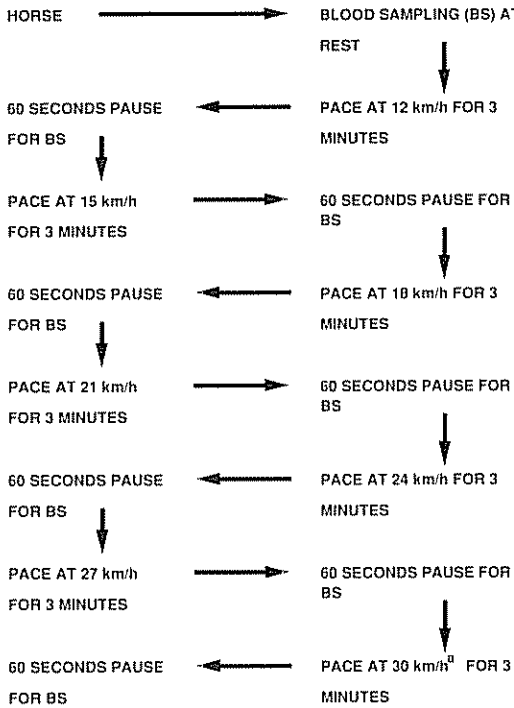 HORSE
BLOOD SAMPLING (BS) AT
REST
PACE AT 12 km/h FOR 3
MINUTES
60 SECONDS PAUSE
FOR BS
PACE AT 15 km/h
FOR 3 MINUTES
60 SECONDS PAUSE FOR
BS
PACE AT 18 km/h FOR 3
MINUTES
60 SECONDS PAUSE
FOR BS
PACE AT 21 km/h
FOR 3 MINUTES
60 SECONDS PAUSE FOR
BS
PACE AT 24 km/h FOR 3
MINUTES
60 SECONDS PAUSE
FOR BS
PACE AT 27 km/h
FOR 3 MINUTES
60 SECONDS PAUSE FOR
BS
PACE AT 30 km/hª FOR 3
MINUTES
60 SECONDS PAUSE
FOR BS